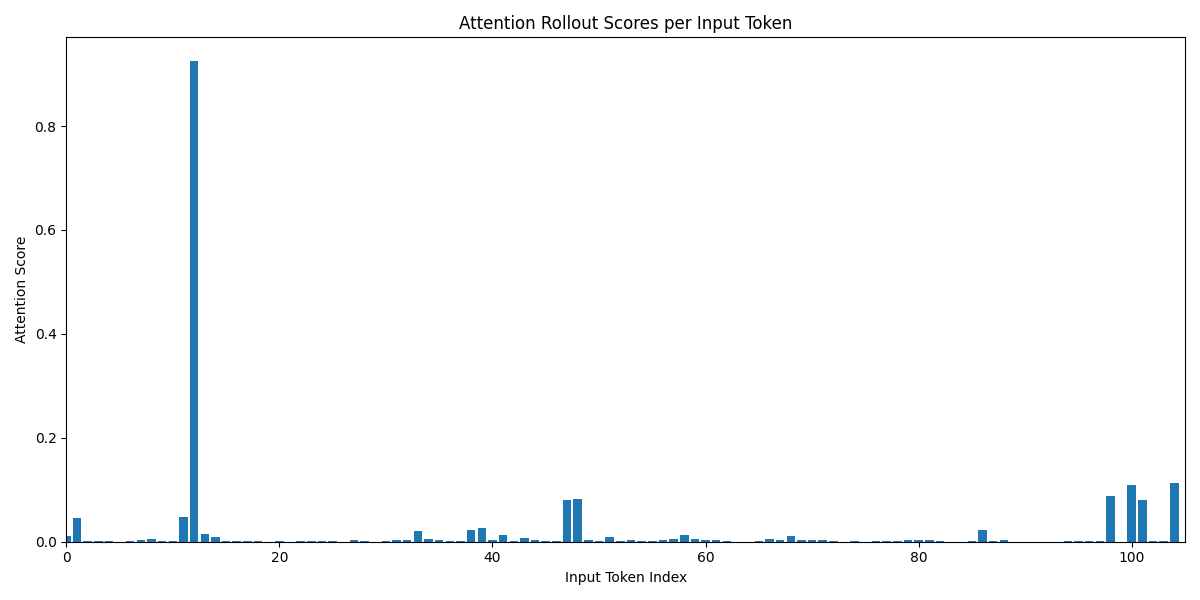 Attention Rollout Scores per Input Token
Attention Score
0.8
0.6
0.4
0.2
0.0
0 20 40 60 80 100
Input Token Index